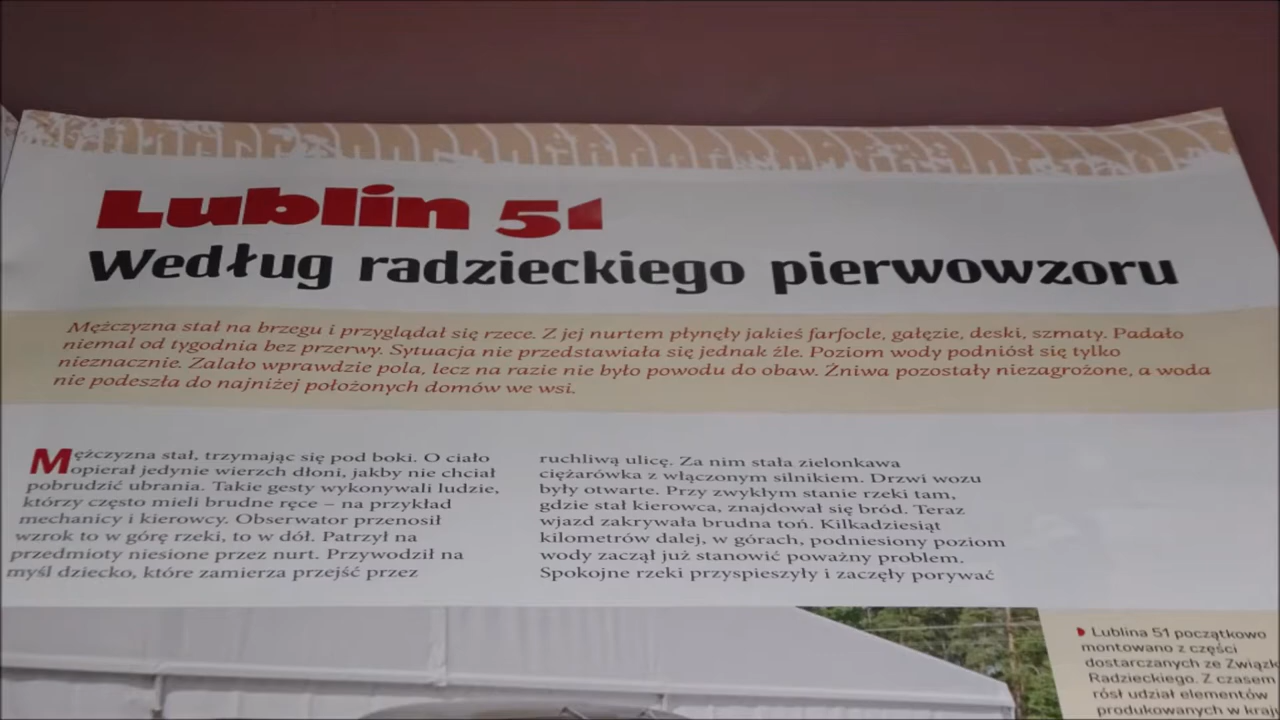 Lublin 51
Według radzieckiego pierwowzoru
Mężczyzna stał na brzegu i przyglądał się rzece. Z jej nurtem płynęły jakieś farfocle, gałęzie, deski, szmaty. Padało
niemal od tygodnia bez przerwy. Sytuacja nie przedstawiała się jednak źle. Poziom wody podniósł się tylko
nieznacznie. Zalało wprawdzie pola, lecz na razie nie było powodu do obaw. Żniwa pozostały niezagrożone, a woda
nie podeszła do najniżej położonych domów we wsi.
Mężczyzna stał, trzymając się pod boki. O ciało
opierał jedynie wierzch dłoni, jakby nie chciał
pobrudzić ubrania. Takie gesty wykonywali ludzie,
którzy często mieli brudne ręce – na przykład
mechanicy i kierowcy. Obserwator przenosił
wzrok to w górę rzeki, to w dół. Patrzył na
przedmioty niesione przez nurt. Przywodził na
myśl dziecko, które zamierza przejść przez
ruchliwą ulicę. Za nim stała zielonkawa
ciężarówka z włączonym silnikiem. Drzwi wozu
były otwarte. Przy zwykłym stanie rzeki tam,
gdzie stał kierowca, znajdował się bród. Teraz
wjazd zakrywała brudna toń. Kilkadziesiąt
kilometrów dalej, w górach, podniesiony poziom
wody zaczął już stanowić poważny problem.
Spokojne rzeki przyspieszyły i zaczęły porywać
Lublina 51 początkowo
montowano z części
dostarczanych ze Związk
Radzieckiego. Z czasem
rósł udział elementów
produkowanych w kraju